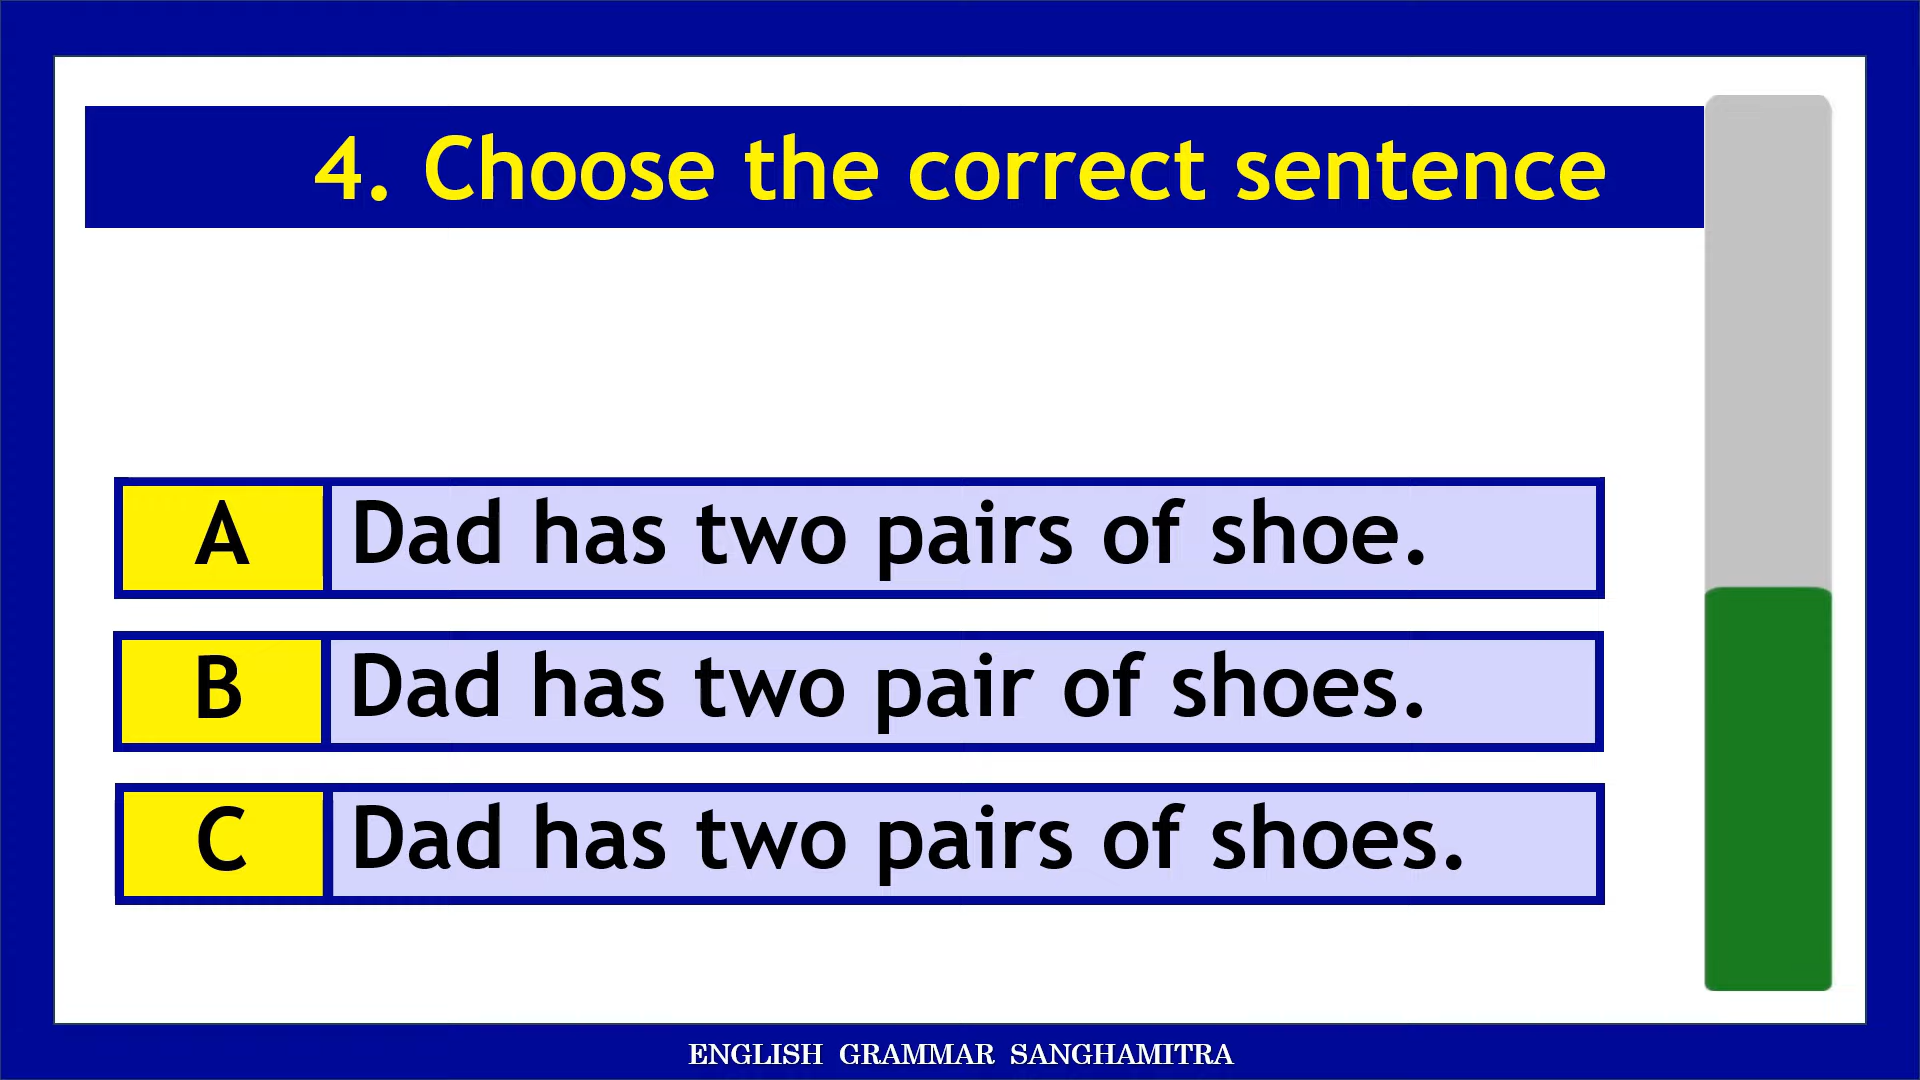 4. Choose the correct sentence
A Dad has two pairs of shoe.
B Dad has two pair of shoes.
C Dad has two pairs of shoes.
ENGLISH GRAMMAR SANGHAMITRA